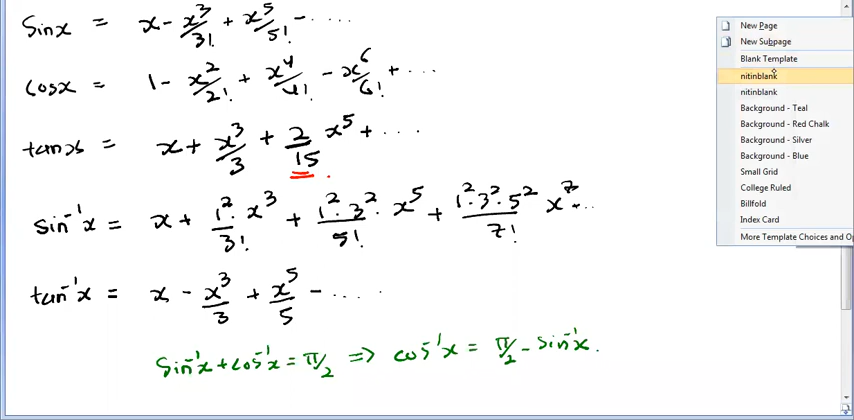 sinx = x - x³/3! + x⁵/5! - ....
cosx = 1 - x²/2! + x⁴/4! - x⁶/6! + ...
tanx = x + x³/3 + 2/15 x⁵ + ....
sin⁻¹x = x + 1²/3! · x³ + 1²·3²/5! · x⁵ + 1²·3²·5²/7! x⁷ + ...
tan⁻¹x = x - x³/3 + x⁵/5 - .....
sin⁻¹x + cos⁻¹x = π/2 ⇒ cos⁻¹x = π/2 - sin⁻¹x.
New Page
New Subpage
Blank Template
nitinblank
nitinblank
Background - Teal
Background - Red Chalk
Background - Silver
Background - Blue
Small Grid
College Ruled
Billfold
Index Card
More Template Choices and Op